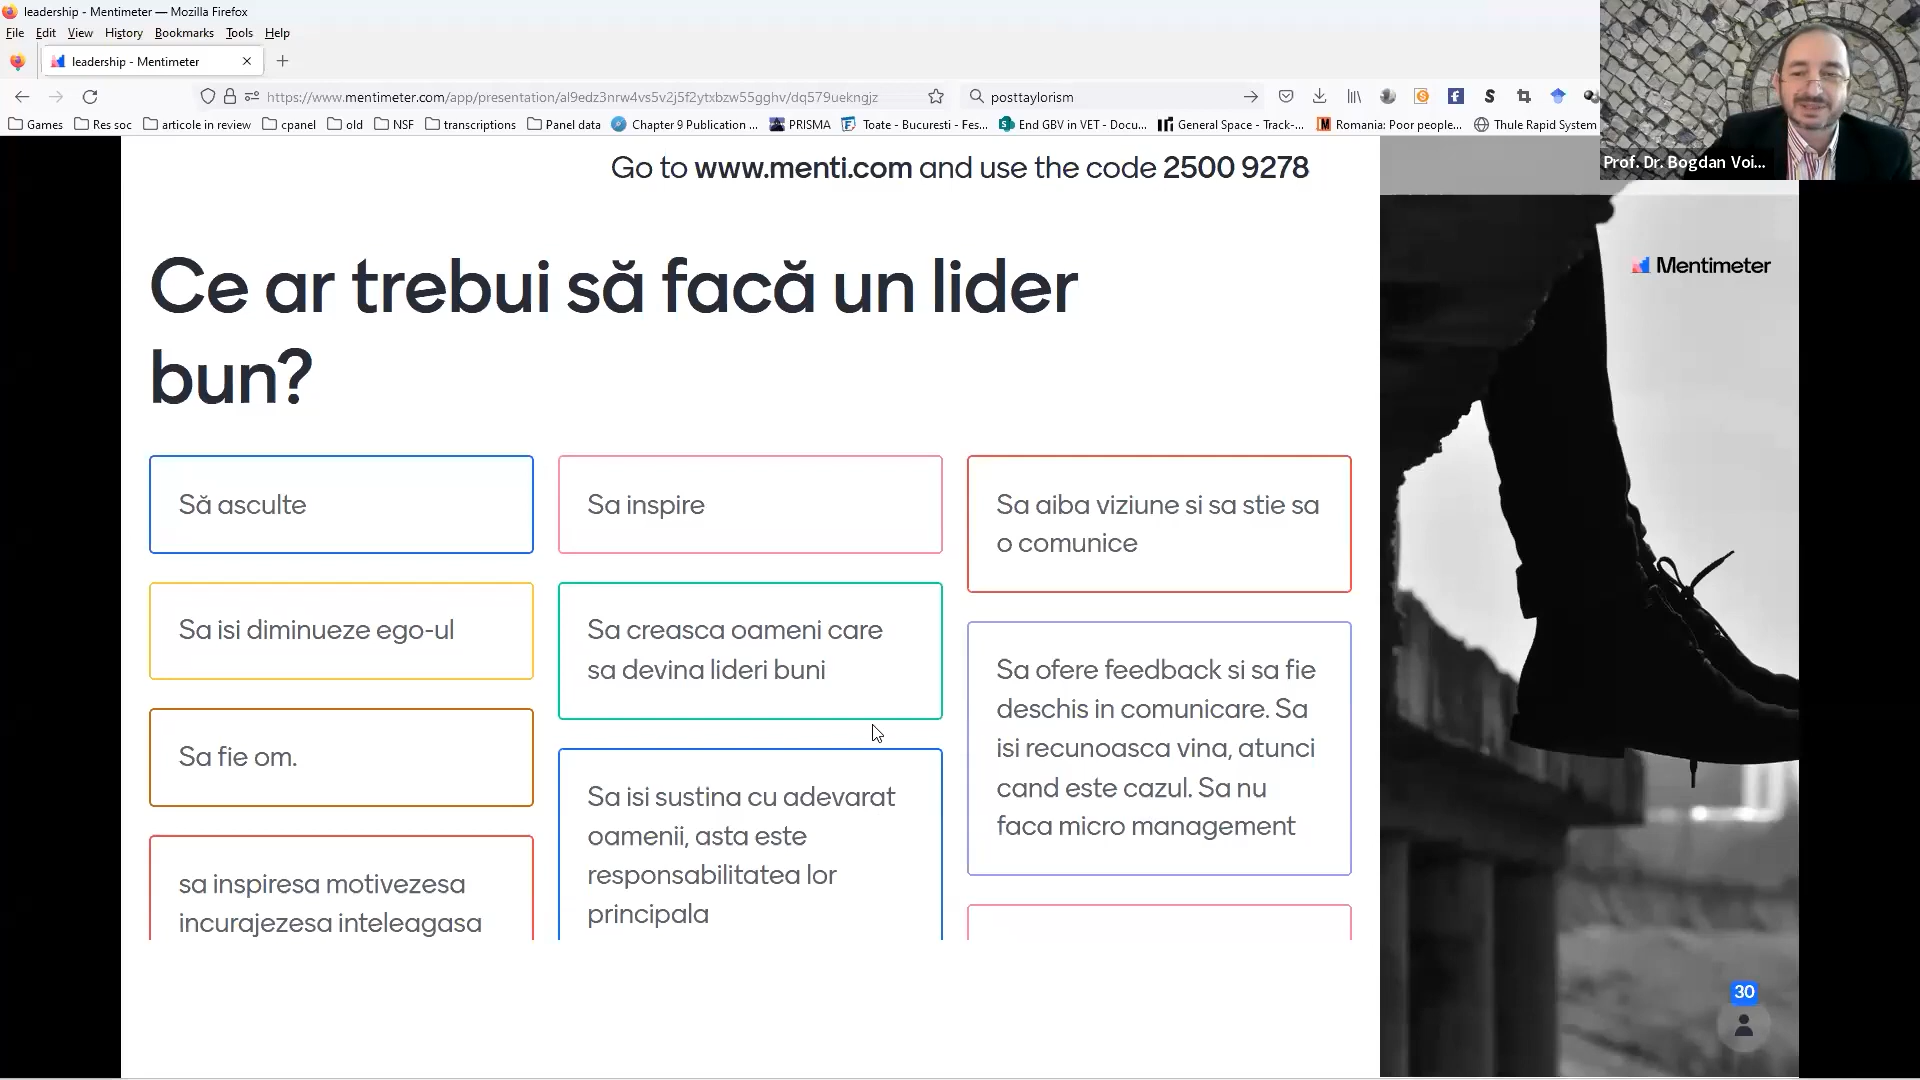 leadership - Mentimeter — Mozilla Firefox
File Edit View History Bookmarks Tools Help
leadership - Mentimeter
https://www.mentimeter.com/app/presentation/al9edz3nrw4vs5v2j5f2ytxbzw55gghv/dq579uekngjz
posttaylorism
Games Res soc articole in review cpanel old NSF transcriptions Panel data Chapter 9 Publication ... PRISMA Toate - Bucuresti - Fes... End GBV in VET - Docu... General Space - Track-... Romania: Poor people... Thule Rapid System
Prof. Dr. Bogdan Voi...
Go to www.menti.com and use the code 2500 9278
Mentimeter
Ce ar trebui să facă un lider
bun?
Să asculte
Sa isi diminueze ego-ul
Sa fie om.
sa inspiresa motivezesa
incurajezesa inteleagasa
Sa inspire
Sa creasca oameni care
sa devina lideri buni
Sa isi sustina cu adevarat
oamenii, asta este
responsabilitatea lor
principala
Sa aiba viziune si sa stie sa
o comunice
Sa ofere feedback si sa fie
deschis in comunicare. Sa
isi recunoasca vina, atunci
cand este cazul. Sa nu
faca micro management
30